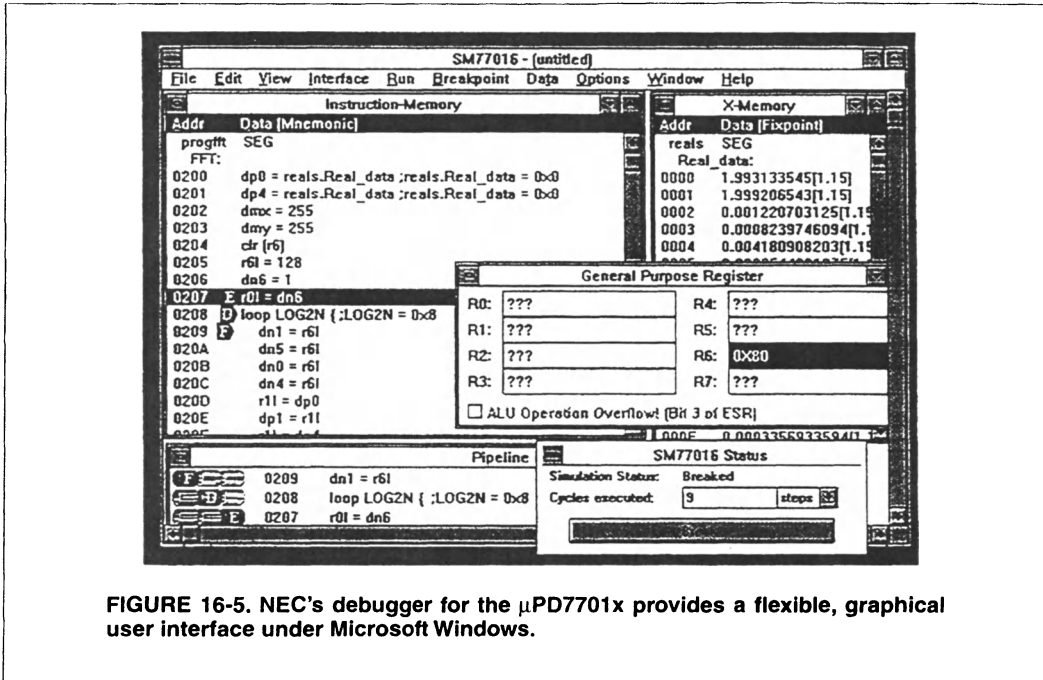 SM77016 - (untitled)
File Edit View Interface Run Breakpoint Data Options Window Help
Instruction-Memory
Addr Data [Mnemonic]
progfft SEG
FFT:
0200 dp0 = reals.Real_data ;reals.Real_data = 0x0
0201 dp4 = reals.Real_data ;reals.Real_data = 0x0
0202 dmx = 255
0203 dmy = 255
0204 clr (r6)
0205 r6l = 128
0206 dn6 = 1
0207 E r0l = dn6
0208 D loop LOG2N { ;LOG2N = 0x8
0209 F dn1 = r6l
020A dn5 = r6l
020B dn0 = r6l
020C dn4 = r6l
020D r1l = dp0
020E dp1 = r1l
X-Memory
Addr Data [Fixpoint]
reals SEG
Real_data:
0000 1.993133545[1.15]
0001 1.999206543[1.15]
0002 0.001220703125[1.15
0003 0.0008239746094[1.1
0004 0.004180908203[1.15
General Purpose Register
R0: ??? R4: ???
R1: ??? R5: ???
R2: ??? R6: 0X80
R3: ??? R7: ???
ALU Operation Overflow! (Bit 3 of ESR)
000F 0.0003356933594[1.1
Pipeline
F 0209 dn1 = r6l
D 0208 loop LOG2N { ;LOG2N = 0x8
E 0207 r0l = dn6
SM77016 Status
Simulation Status: Breaked
Cycles executed: 9 steps
FIGURE 16-5. NEC's debugger for the µPD7701x provides a flexible, graphical
user interface under Microsoft Windows.